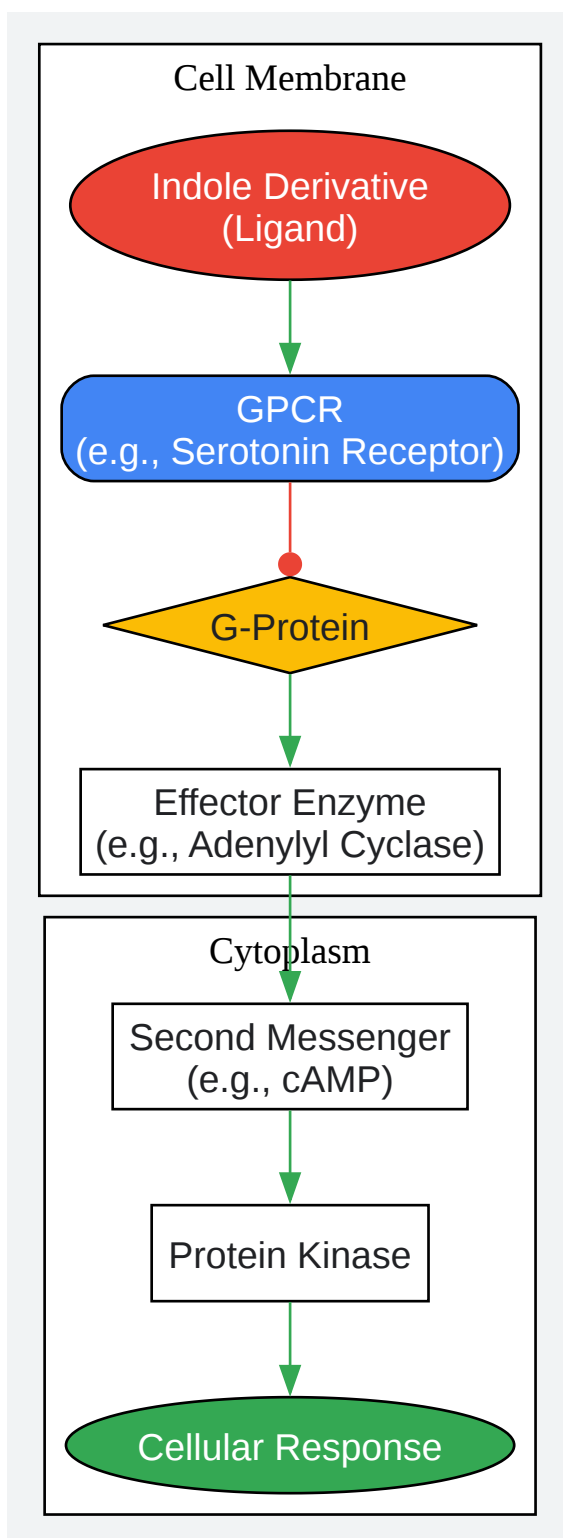 Cell Membrane
Indole Derivative
(Ligand)
GPCR
(e.g., Serotonin Receptor)
G-Protein
Effector Enzyme
(e.g., Adenylyl Cyclase)
Cytoplasm
Second Messenger
(e.g., cAMP)
Protein Kinase
Cellular Response